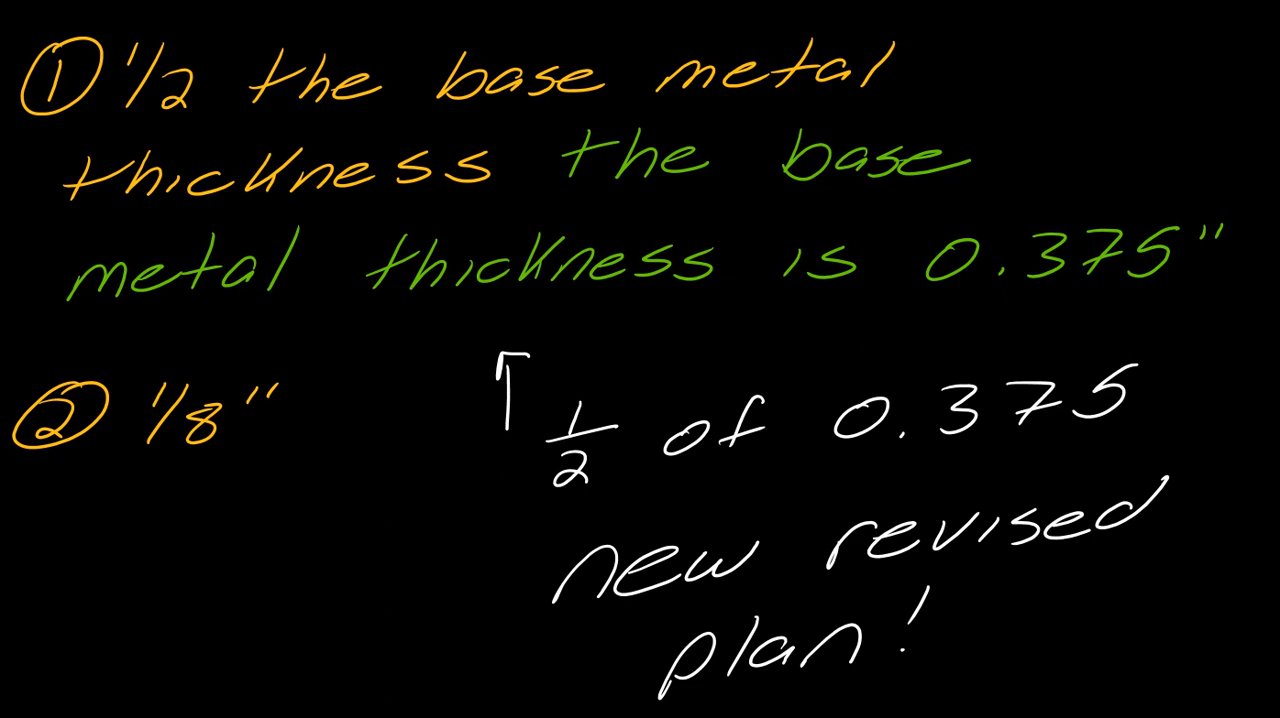 ① 1/2 the base metal
thickness the base
metal thickness is 0.375"
② 1/8"
↑ 1/2 of 0.375
new revised
plan!